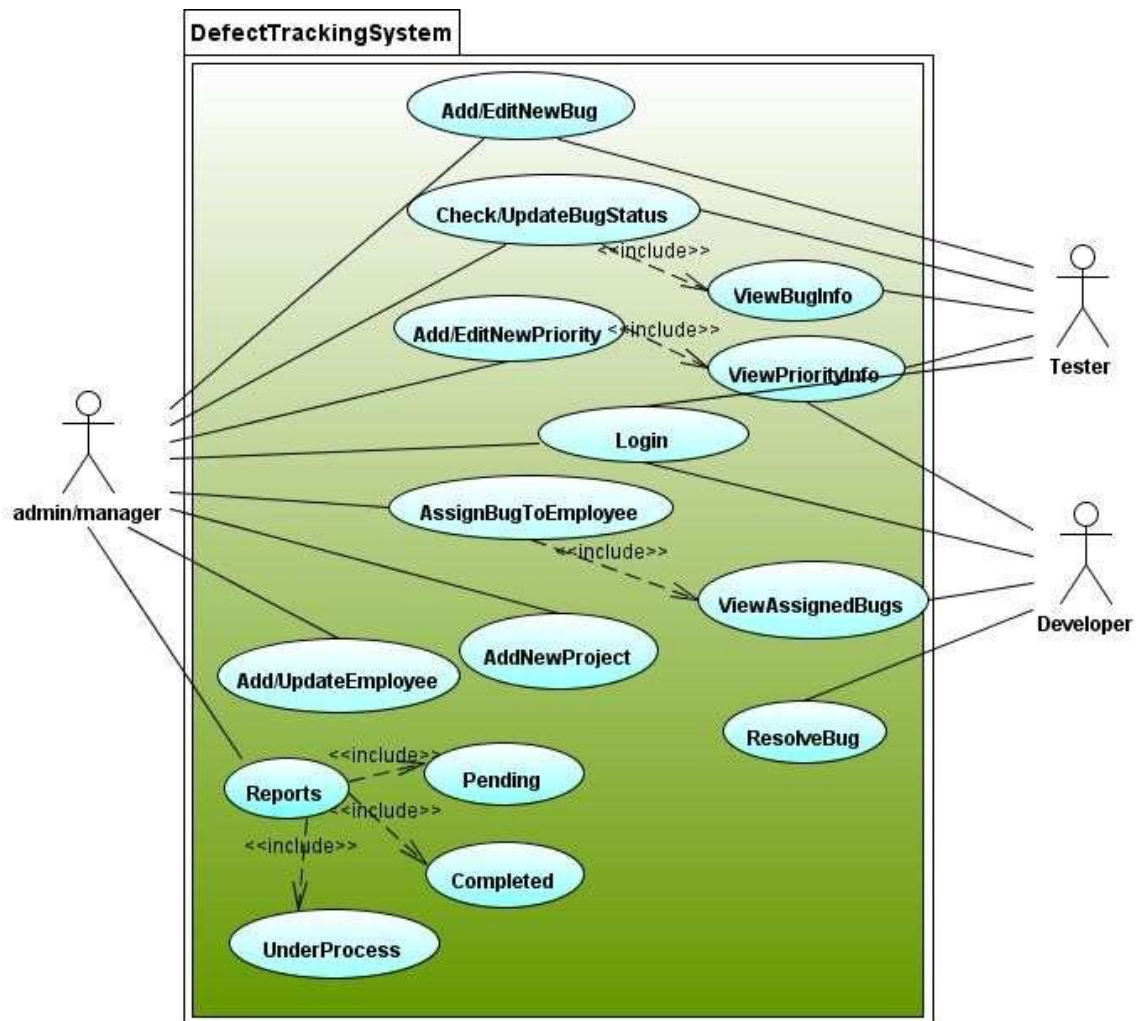 DefectTrackingSystem
Add/EditNewBug
Check/UpdateBugStatus
<<include>>
ViewBugInfo
Add/EditNewPriority
<<include>>
ViewPriorityInfo
Tester
Login
admin/manager
AssignBugToEmployee
<<include>>
ViewAssignedBugs
Developer
AddNewProject
Add/UpdateEmployee
ResolveBug
<<include>>
Pending
Reports
<<include>>
<<include>>
Completed
UnderProcess